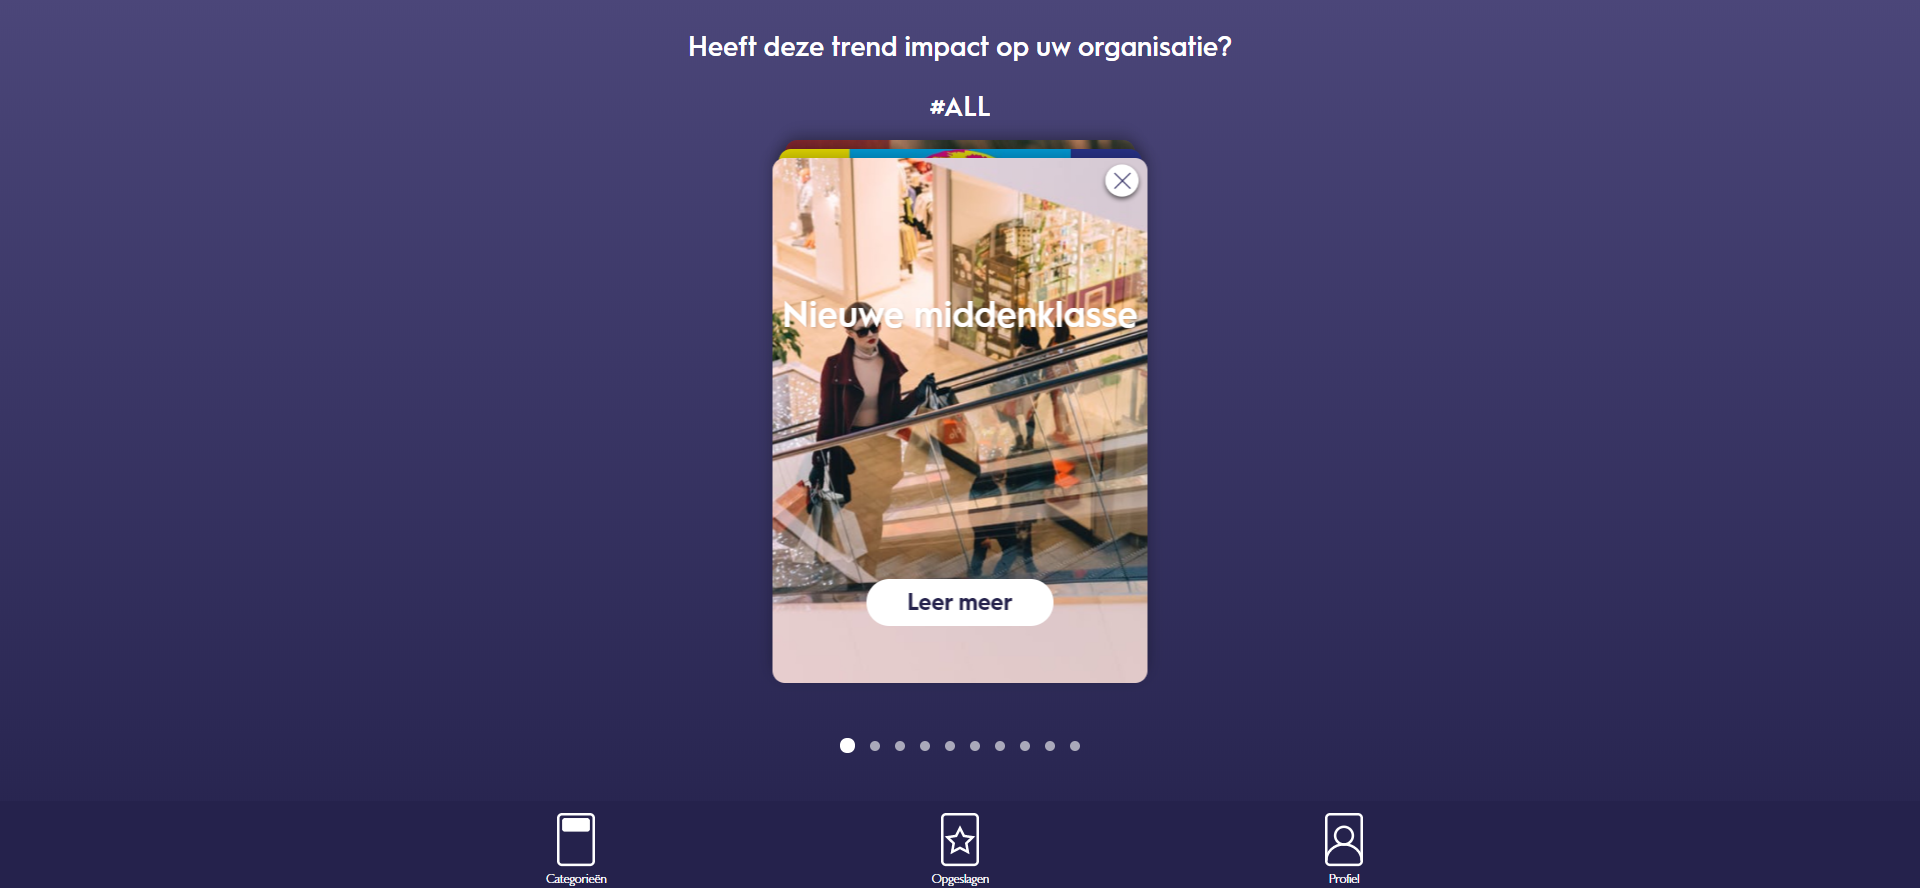 Heeft deze trend impact op uw organisatie?
#ALL
Nieuwe middenklasse
Leer meer
Categorieën
Opgeslagen
Profiel